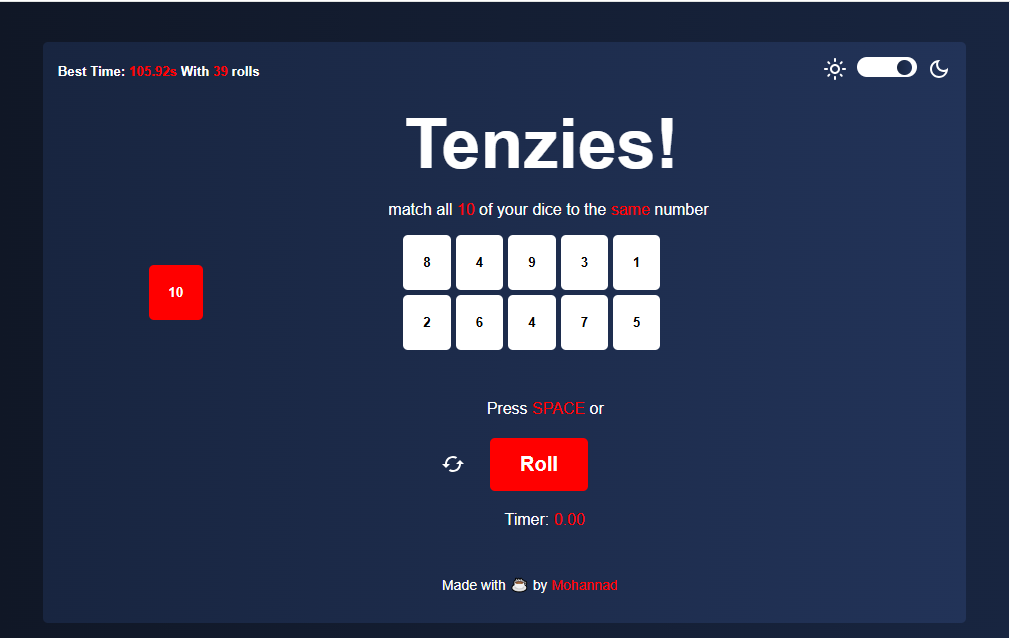 Best Time: 105.92s With 39 rolls
Tenzies!
match all 10 of your dice to the same number
8 4 9 3 1
10
2 6 4 7 5
Press SPACE or
Roll
Timer: 0.00
Made with ☕ by Mohannad